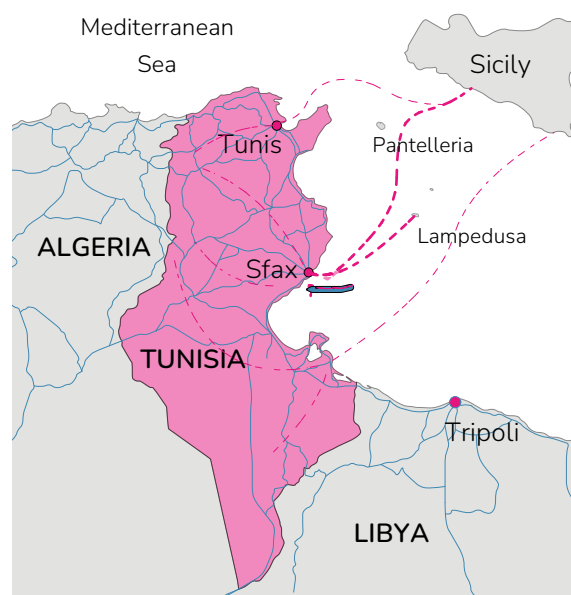 Mediterranean
Sea
Sicily
Tunis
Pantelleria
Lampedusa
ALGERIA
Sfax
TUNISIA
Tripoli
LIBYA